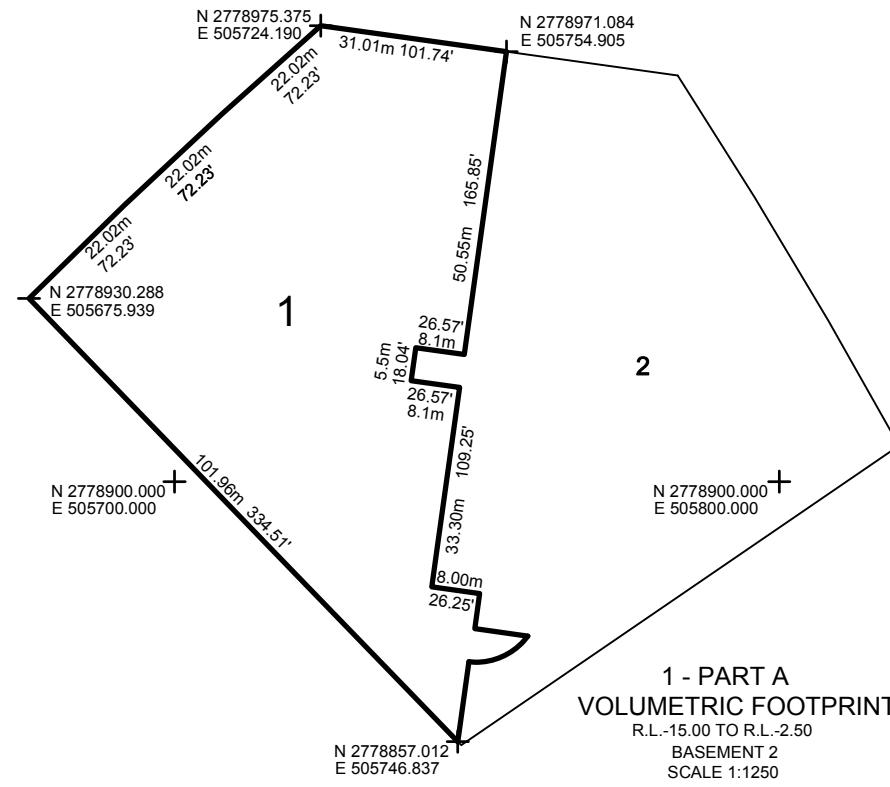 N 2778975.375
E 505724.190
N 2778971.084
E 505754.905
31.01m 101.74'
22.02m
72.23'
22.02m
72.23'
22.02m
72.23'
165.85'
50.55m
N 2778930.288
E 505675.939
1
26.57'
8.1m
5.5m
18.04'
26.57'
8.1m
2
109.25'
33.30m
101.96m 334.51'
N 2778900.000
E 505700.000
N 2778900.000
E 505800.000
8.00m
26.25'
1 - PART A
VOLUMETRIC FOOTPRINT
R.L.-15.00 TO R.L.-2.50
BASEMENT 2
SCALE 1:1250
N 2778857.012
E 505746.837